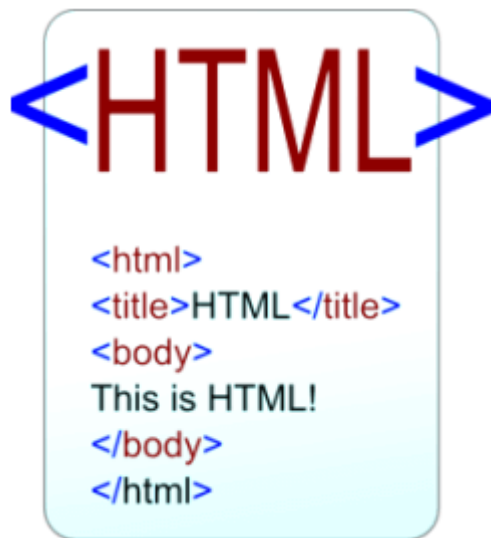 <HTML>
<html>
<title>HTML</title>
<body>
This is HTML!
</body>
</html>